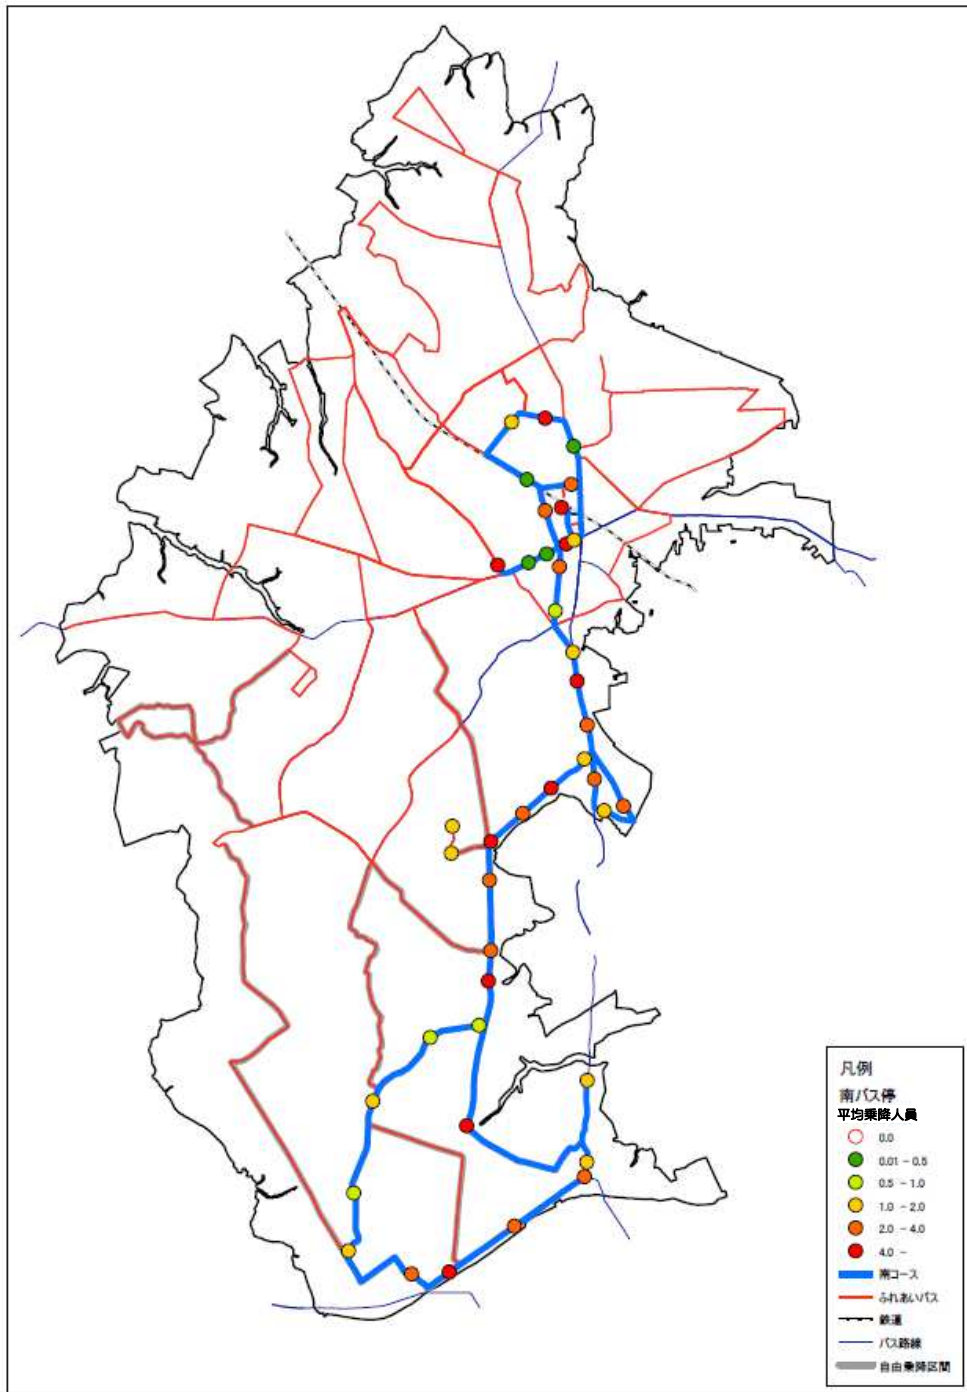 凡例
南バス停
平均乗降人員
0.0
0.01 - 0.5
0.5 - 1.0
1.0 - 2.0
2.0 - 4.0
4.0 -
南コース
ふれあいバス
鉄道
バス路線
自由乗降区間